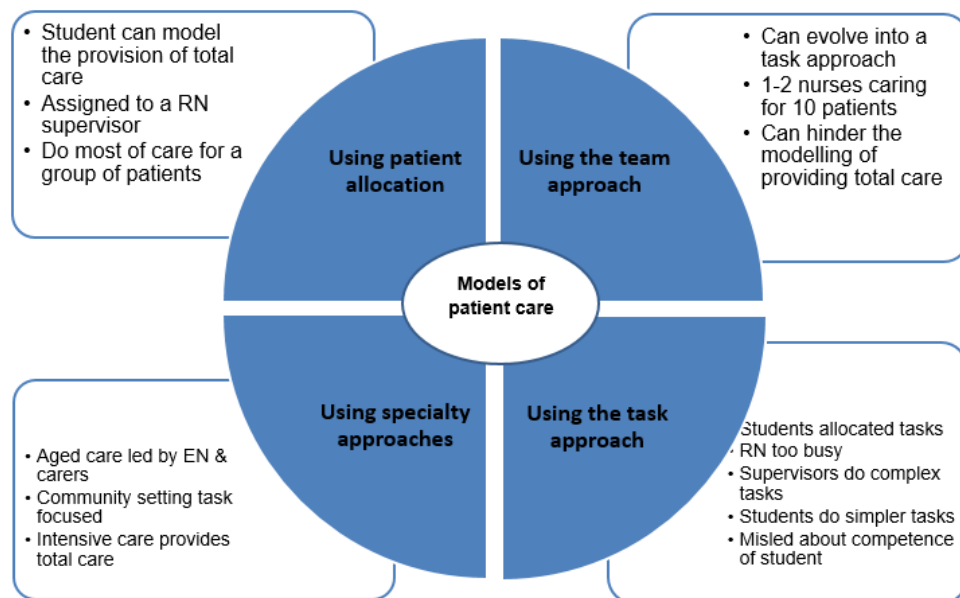 • Student can model
the provision of total
care
• Assigned to a RN
supervisor
• Do most of care for a
group of patients
• Can evolve into a
task approach
• 1-2 nurses caring
for 10 patients
• Can hinder the
modelling of
providing total care
Using patient
allocation
Using the team
approach
Models of
patient care
Using specialty
approaches
Using the task
approach
• Aged care led by EN &
carers
• Community setting task
focused
• Intensive care provides
total care
• Students allocated tasks
• RN too busy
• Supervisors do complex
tasks
• Students do simpler tasks
• Misled about competence
of student